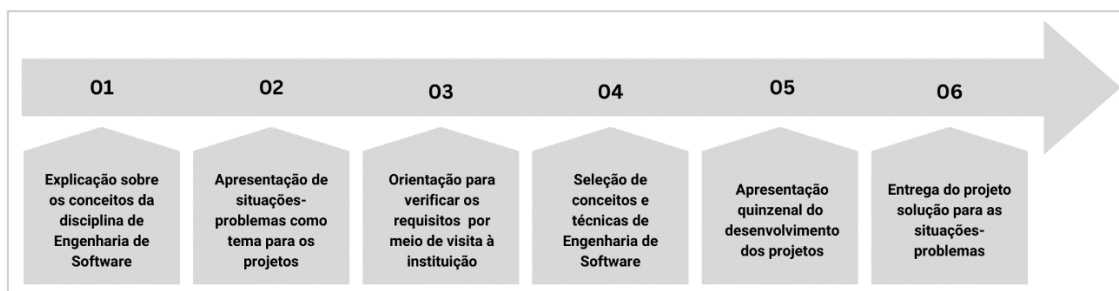 01
02
03
04
05
06
Explicação sobre
os conceitos da
disciplina de
Engenharia de
Software
Apresentação de
situações-
problemas como
tema para os
projetos
Orientação para
verificar os
requisitos por
meio de visita à
instituição
Seleção de
conceitos e
técnicas de
Engenharia de
Software
Apresentação
quinzenal do
desenvolvimento
dos projetos
Entrega do projeto
solução para as
situações-
problemas